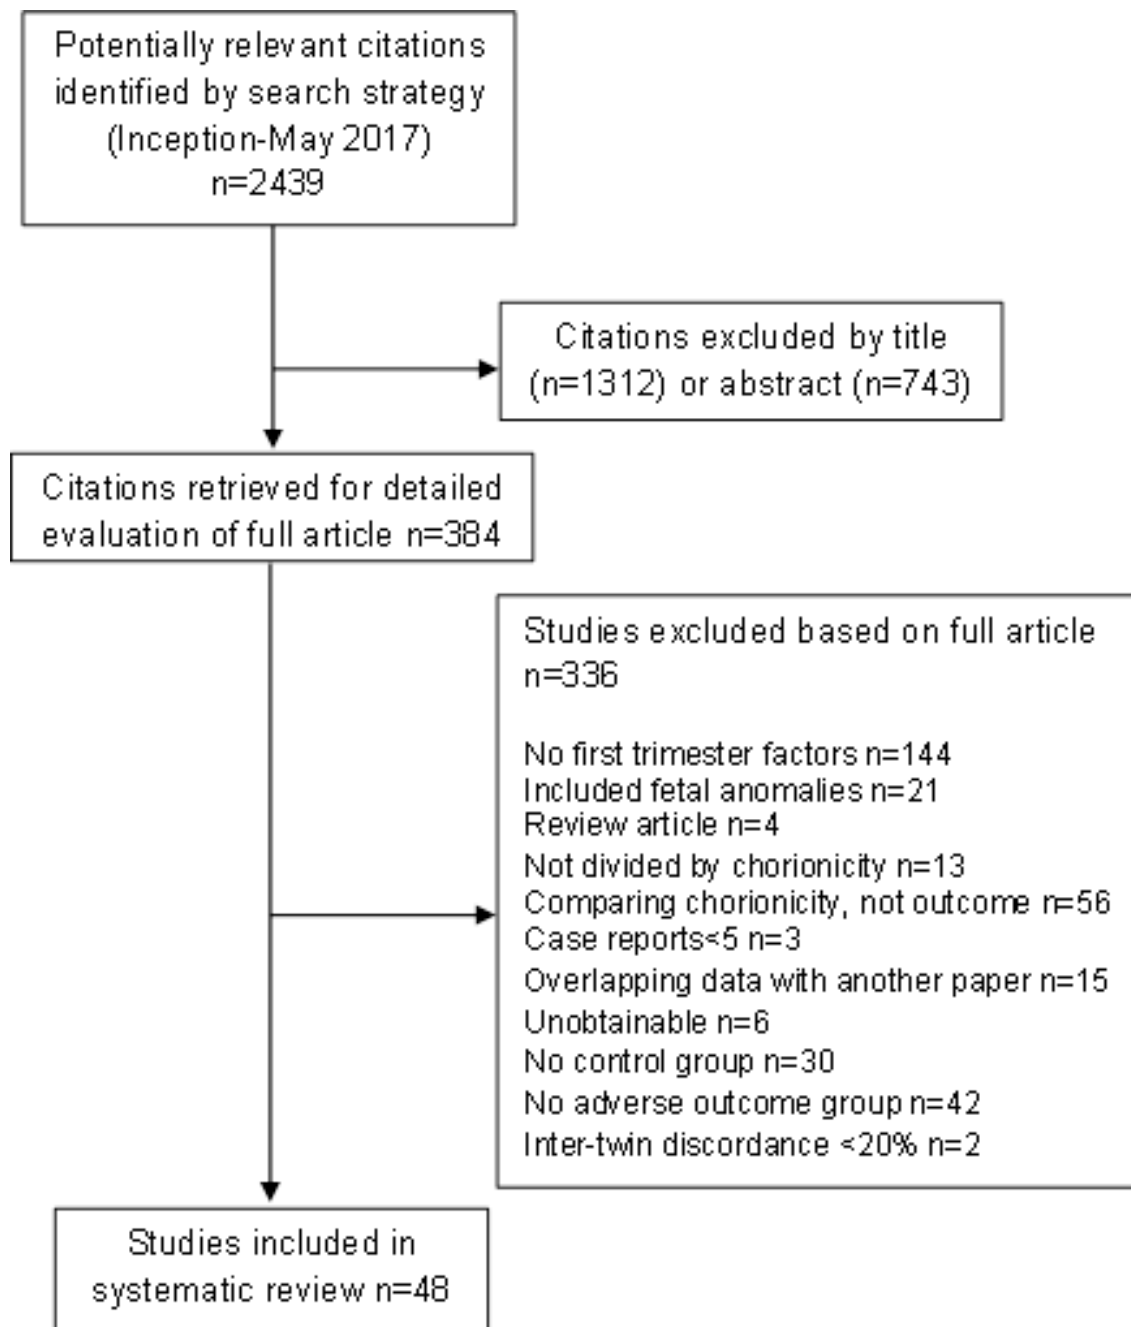 Potentially relevant citations
identified by search strategy
(Inception-May 2017)
n=2439
Citations excluded by title
(n=1312) or abstract (n=743)
Citations retrieved for detailed
evaluation of full article n=384
Studies excluded based on full article
n=336
No first trimester factors n=144
Included fetal anomalies n=21
Review article n=4
Not divided by chorionicity n=13
Comparing chorionicity, not outcome n=56
Case reports<5 n=3
Overlapping data with another paper n=15
Unobtainable n=6
No control group n=30
No adverse outcome group n=42
Inter-twin discordance <20% n=2
Studies included in
systematic review n=48